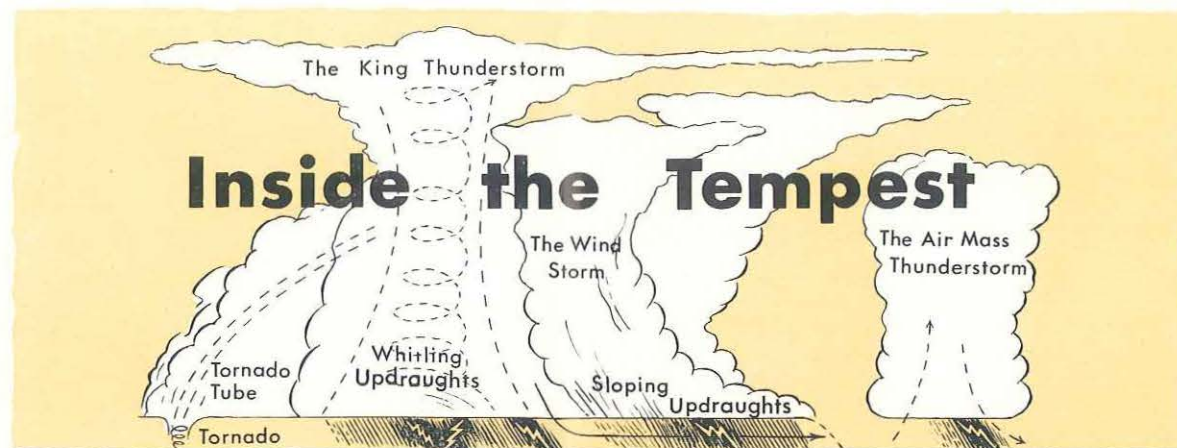 The King Thunderstorm
Inside the Tempest
The Wind
Storm
The Air Mass
Thunderstorm
Tornado
Tube
Whitling
Updraughts
Sloping
Updraughts
Tornado